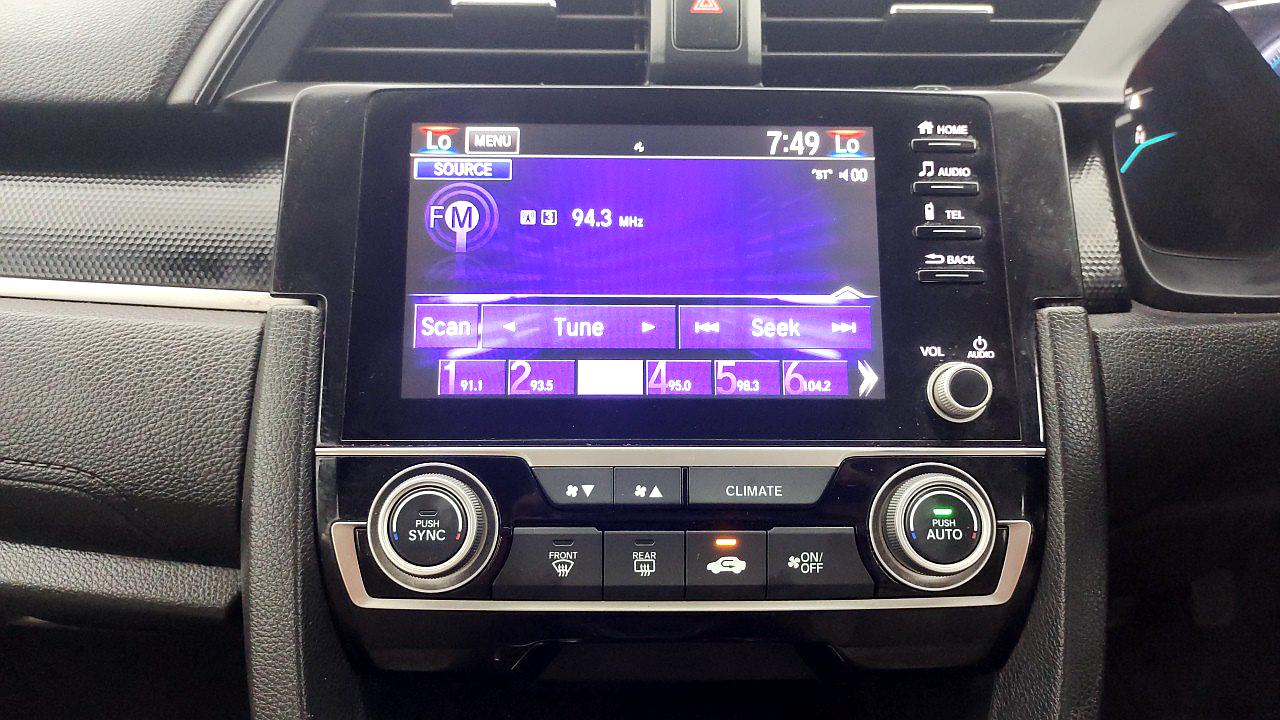 Lo MENU 7:49 Lo
SOURCE
"ST" 00
FM
3 94.3 MHz
Scan Tune Seek
1 91.1 2 93.5 4 95.0 5 98.3 6 104.2
HOME
AUDIO
TEL
BACK
VOL AUDIO
CLIMATE
PUSH
SYNC
PUSH
AUTO
FRONT
REAR
ON/
OFF